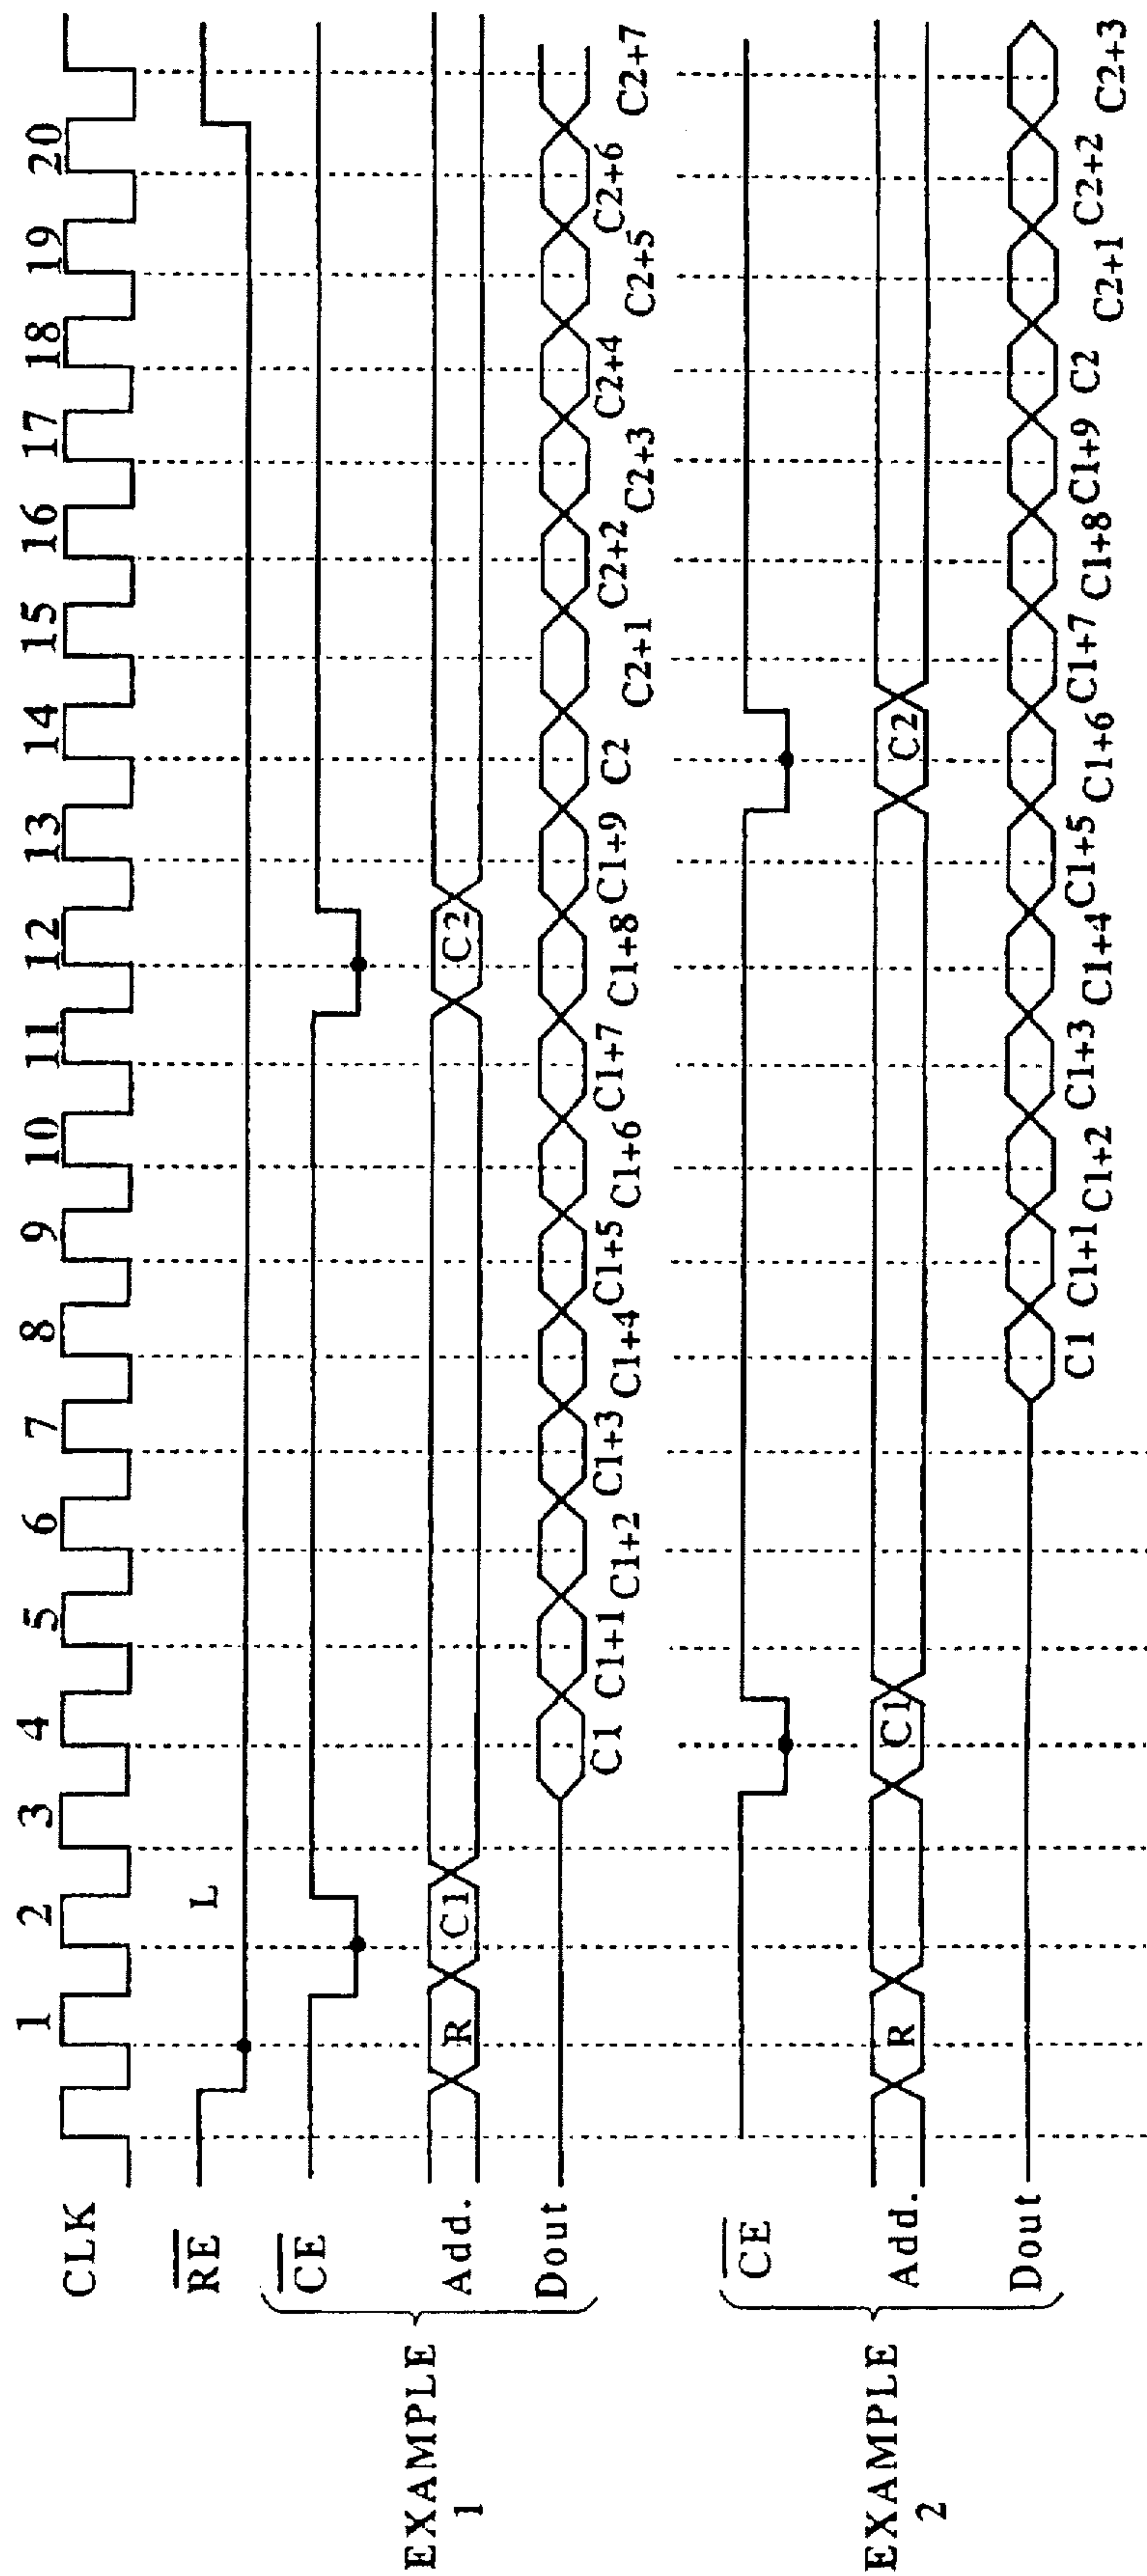 CLK 1 2 3 4 5 6 7 8 9 10 11 12 13 14 15 16 17 18 19 20
RE L
EXAMPLE 1
CE
Add. R C1 C2
Dout C1 C1+1 C1+2 C1+3 C1+4 C1+5 C1+6 C1+7 C1+8 C1+9 C2 C2+1 C2+2 C2+3 C2+4 C2+5 C2+6 C2+7
EXAMPLE 2
CE
Add. R C1 C2
Dout C1 C1+1 C1+2 C1+3 C1+4 C1+5 C1+6 C1+7 C1+8 C1+9 C2 C2+1 C2+2 C2+3